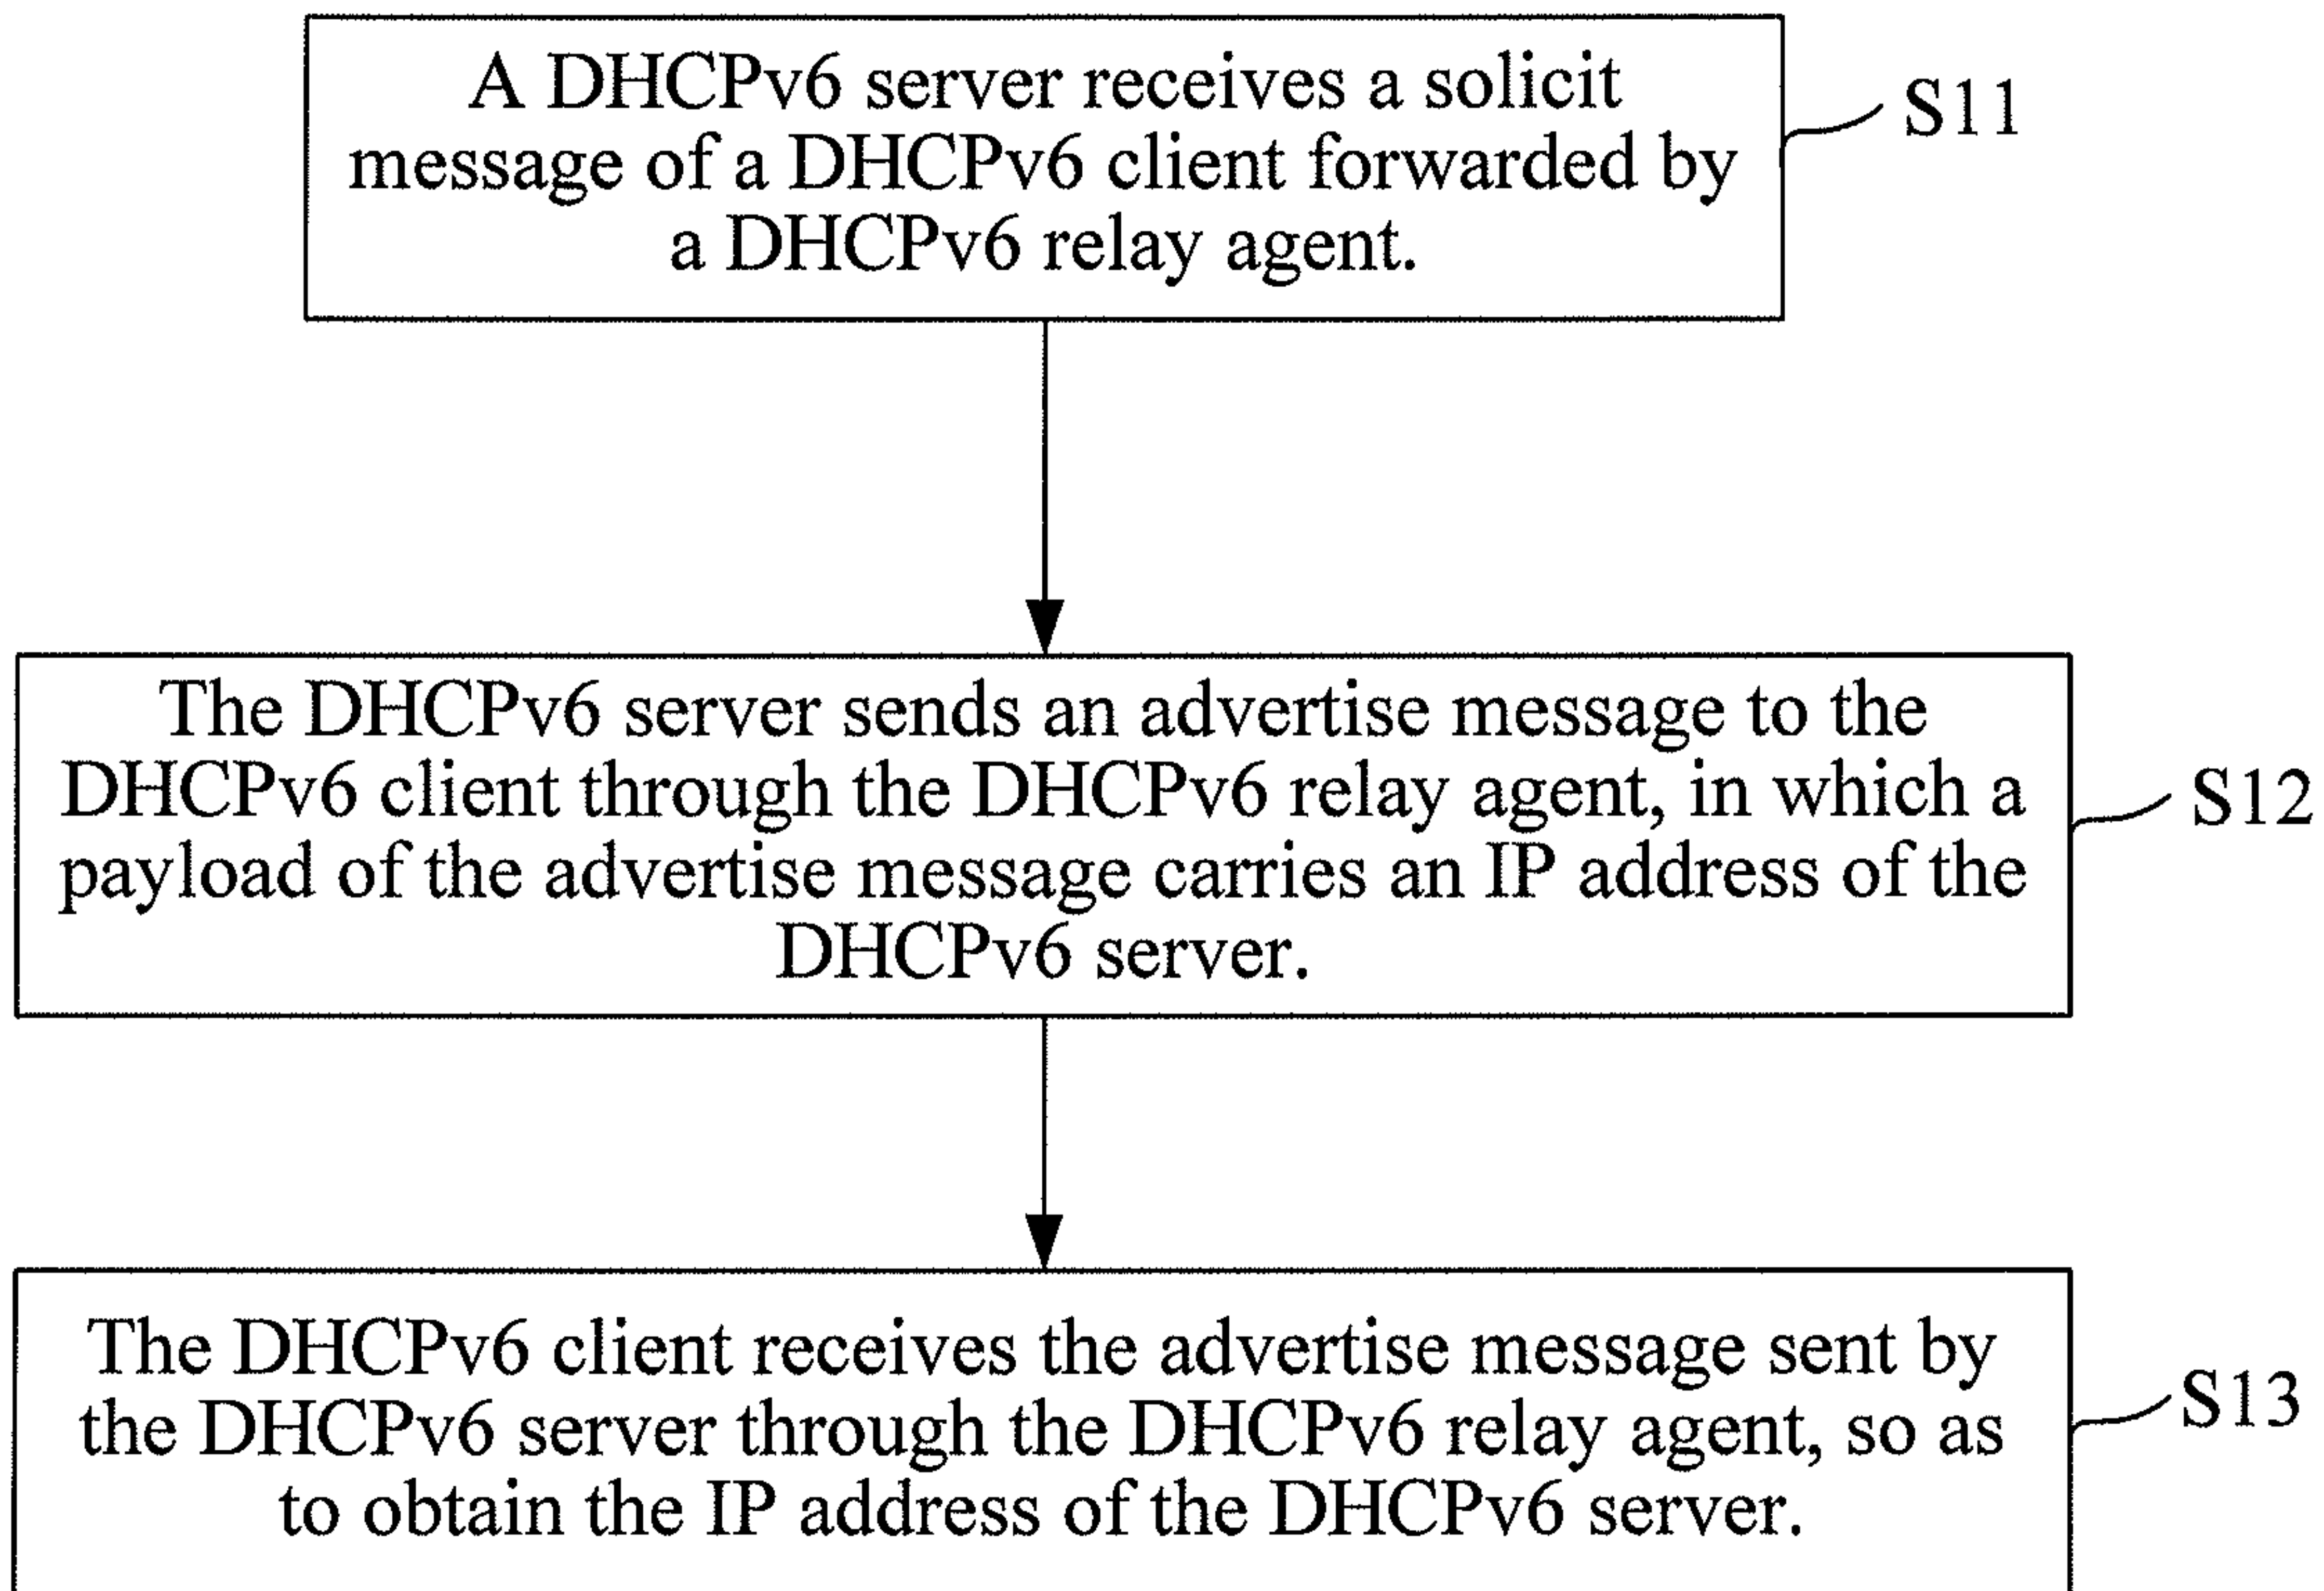 A DHCPv6 server receives a solicit
message of a DHCPv6 client forwarded by
a DHCPv6 relay agent.
S11
The DHCPv6 server sends an advertise message to the
DHCPv6 client through the DHCPv6 relay agent, in which a
payload of the advertise message carries an IP address of the
DHCPv6 server.
S12
The DHCPv6 client receives the advertise message sent by
the DHCPv6 server through the DHCPv6 relay agent, so as
to obtain the IP address of the DHCPv6 server.
S13